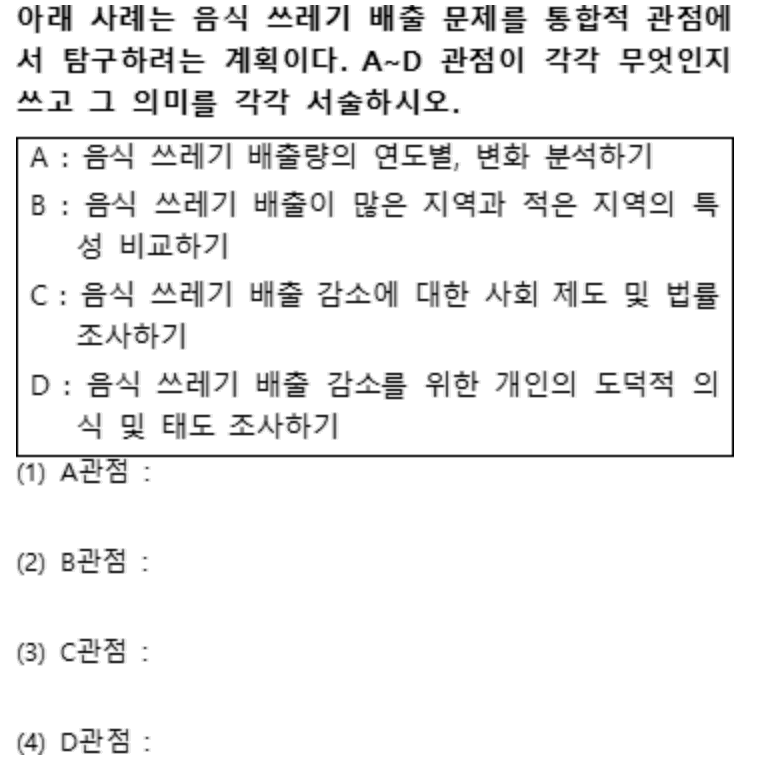 아래 사례는 음식 쓰레기 배출 문제를 통합적 관점에
서 탐구하려는 계획이다. A~D 관점이 각각 무엇인지
쓰고 그 의미를 각각 서술하시오.
A : 음식 쓰레기 배출량의 연도별, 변화 분석하기
B : 음식 쓰레기 배출이 많은 지역과 적은 지역의 특
성 비교하기
C : 음식 쓰레기 배출 감소에 대한 사회 제도 및 법률
조사하기
D : 음식 쓰레기 배출 감소를 위한 개인의 도덕적 의
식 및 태도 조사하기
(1) A관점 :
(2) B관점 :
(3) C관점 :
(4) D관점 :